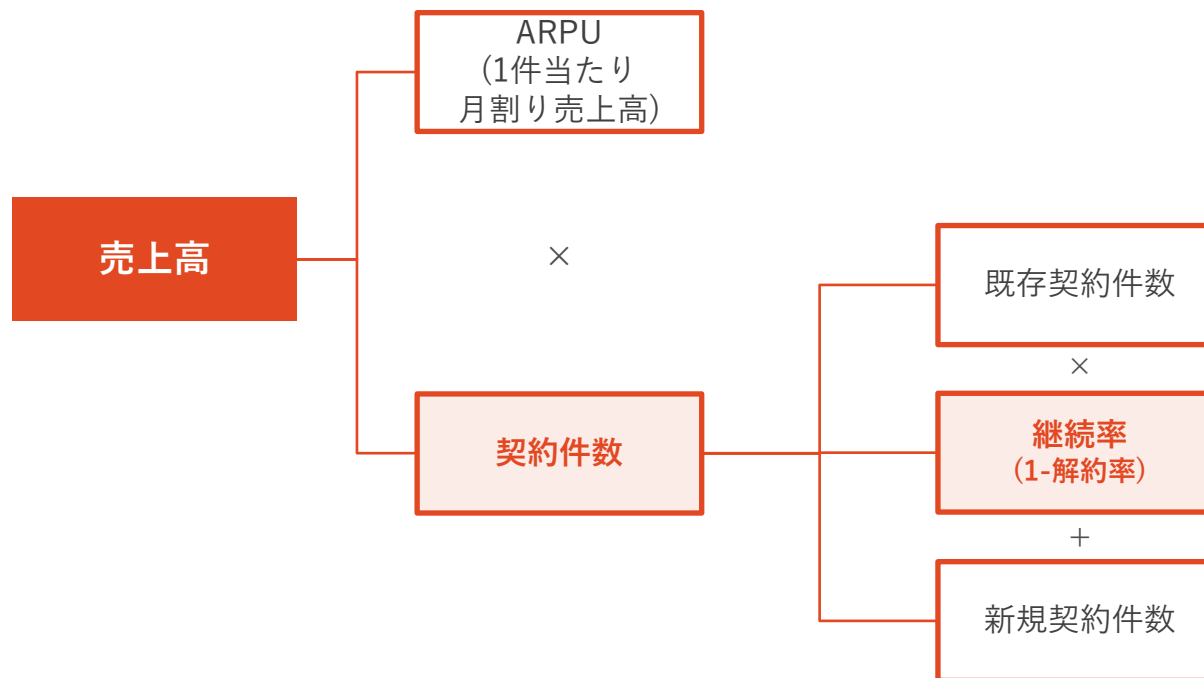 ARPU
(1件当たり
月割り売上高)
売上高
×
既存契約件数
×
契約件数
継続率
(1-解約率)
+
新規契約件数